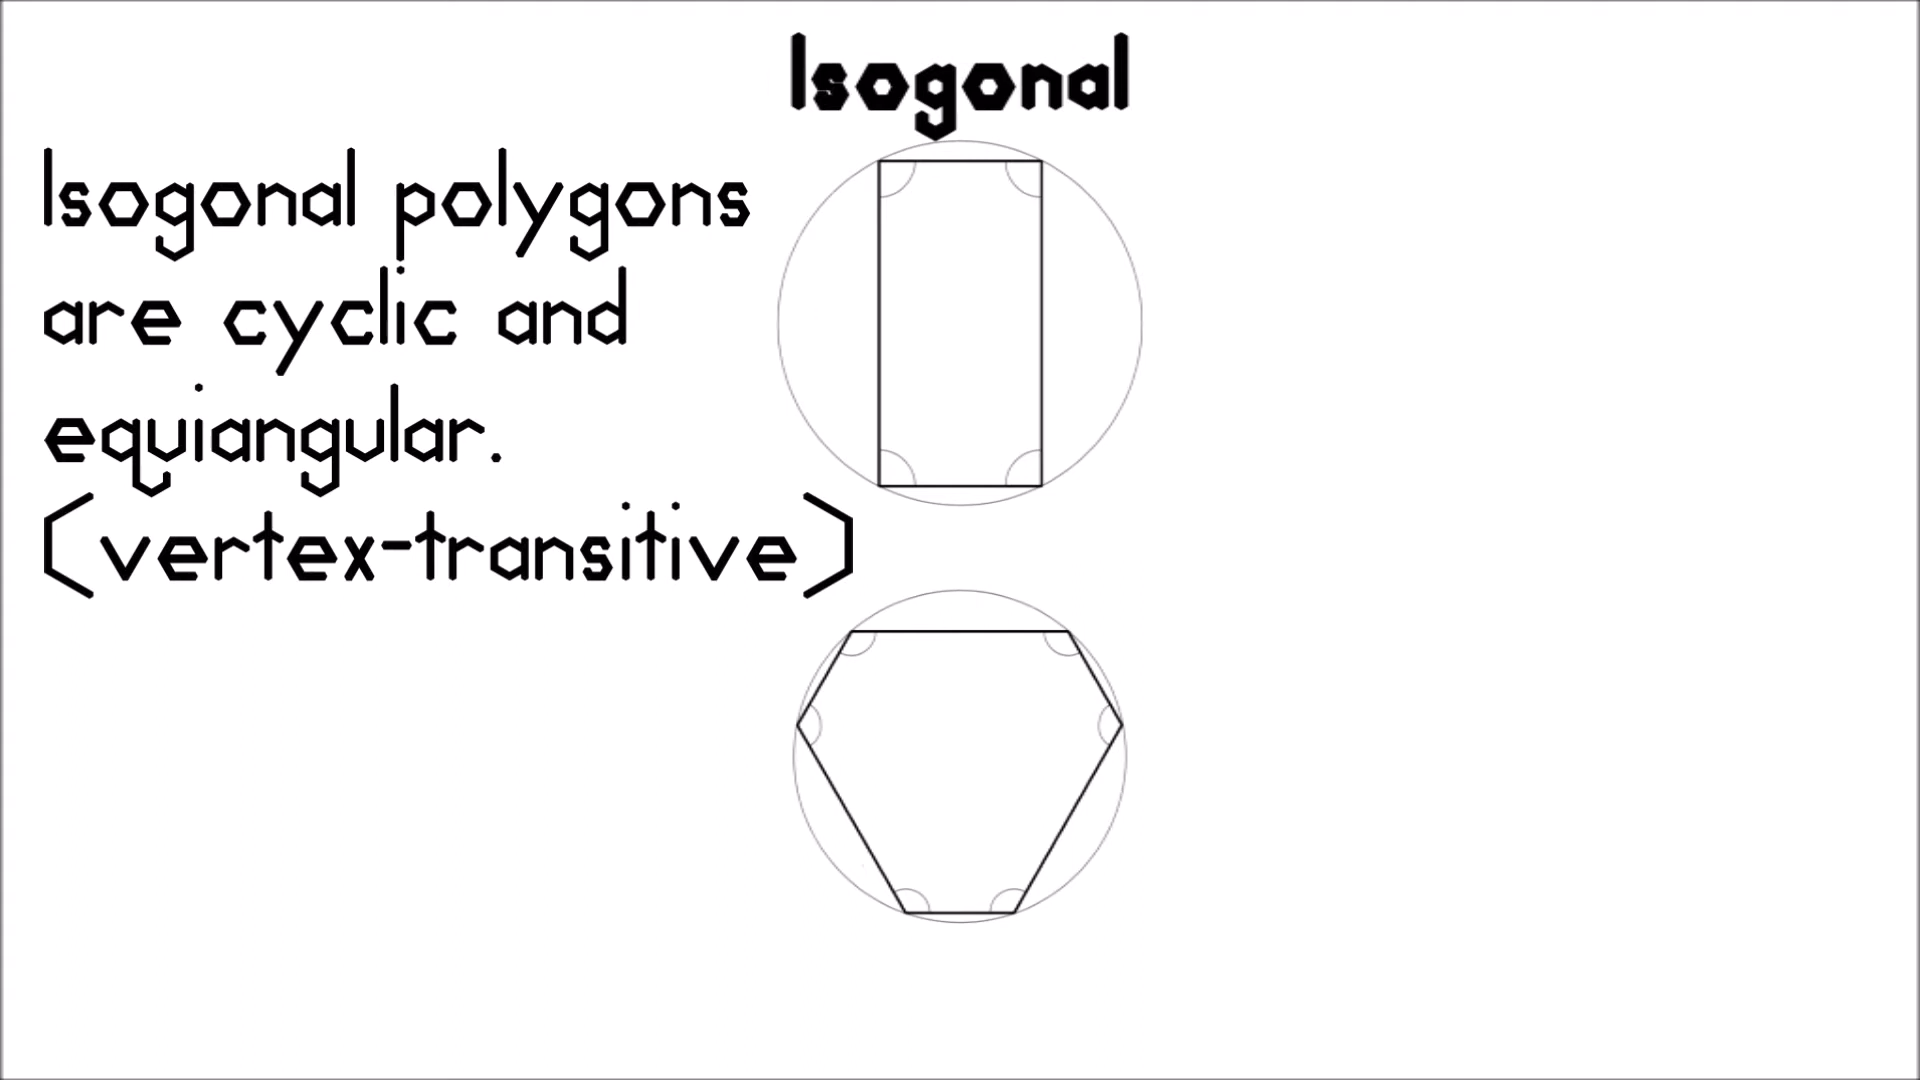 Isogonal
Isogonal polygons
are cyclic and
equiangular.
(vertex-transitive)